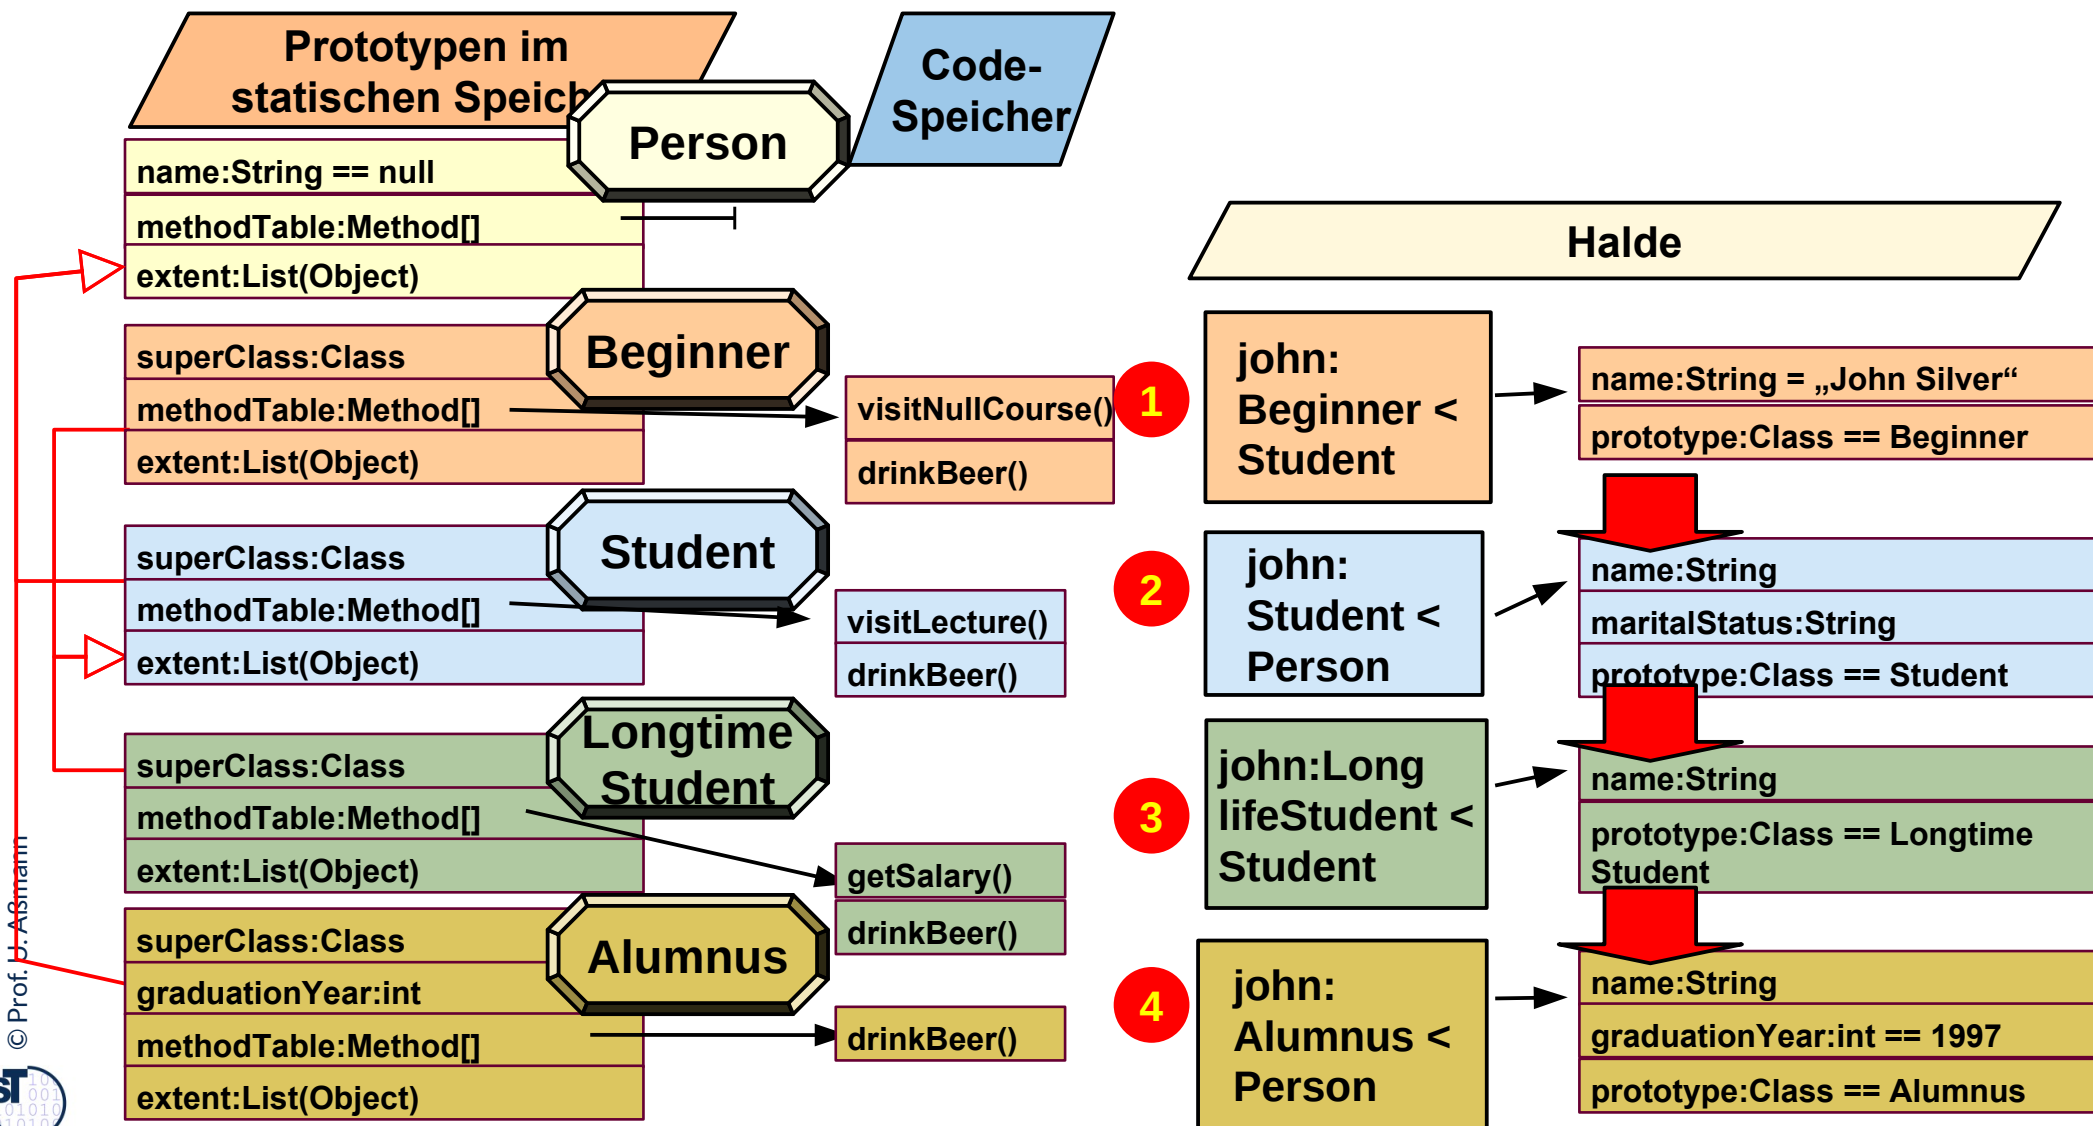 Prototypen im
statischen Speich
Person
Code-
Speicher
name:String == null
methodTable:Method[]
extent:List(Object)
Halde
Beginner
superClass:Class
methodTable:Method[]
extent:List(Object)
visitNullCourse()
drinkBeer()
1
john:
Beginner <
Student
name:String = „John Silver“
prototype:Class == Beginner
Student
superClass:Class
methodTable:Method[]
extent:List(Object)
visitLecture()
drinkBeer()
2
john:
Student <
Person
name:String
maritalStatus:String
prototype:Class == Student
Longtime
Student
superClass:Class
methodTable:Method[]
extent:List(Object)
getSalary()
drinkBeer()
3
john:Long
lifeStudent <
Student
name:String
prototype:Class == Longtime
Student
Alumnus
superClass:Class
graduationYear:int
methodTable:Method[]
extent:List(Object)
drinkBeer()
4
john:
Alumnus <
Person
name:String
graduationYear:int == 1997
prototype:Class == Alumnus
© Prof. U. Aßmann
ST